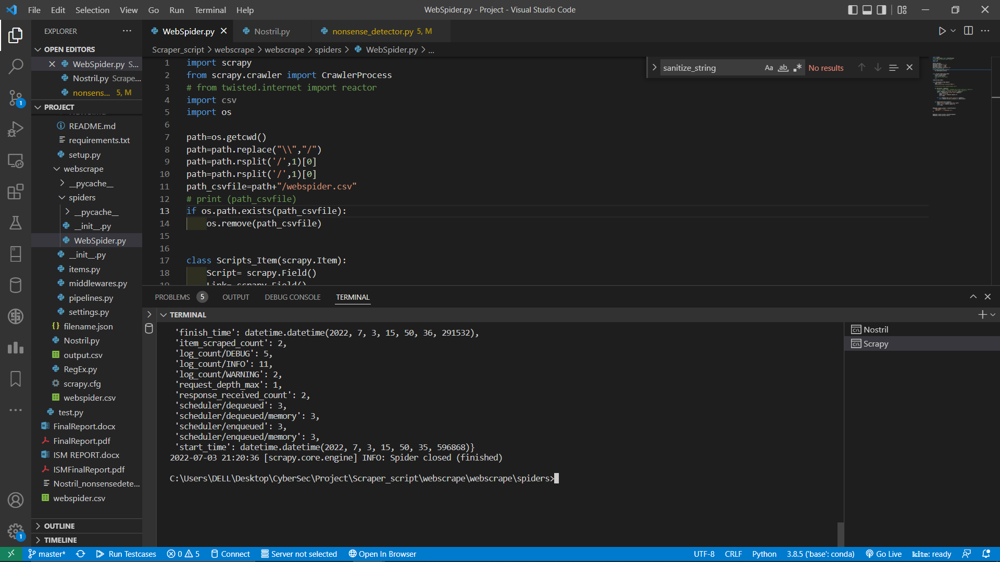 File Edit Selection View Go Run Terminal Help
WebSpider.py - Project - Visual Studio Code
EXPLORER
OPEN EDITORS
WebSpider.py S...
Nostril.py Scrape...
nonsens... 5, M
PROJECT
README.md
requirements.txt
setup.py
webscrape
__pycache__
spiders
__pycache__
__init__.py
WebSpider.py
__init__.py
items.py
middlewares.py
pipelines.py
settings.py
filename.json
Nostril.py
output.csv
RegEx.py
scrapy.cfg
webspider.csv
test.py
FinalReport.docx
FinalReport.pdf
ISM REPORT.docx
ISMFinalReport.pdf
Nostril_nonsensedete...
webspider.csv
OUTLINE
TIMELINE
WebSpider.py Nostril.py nonsense_detector.py 5, M
Scraper_script > webscrape > webscrape > spiders > WebSpider.py > ...
sanitize_string Aa ab No results
1 import scrapy
2 from scrapy.crawler import CrawlerProcess
3 # from twisted.internet import reactor
4 import csv
5 import os
6
7 path=os.getcwd()
8 path=path.replace("\\","/")
9 path=path.rsplit('/',1)[0]
10 path=path.rsplit('/',1)[0]
11 path_csvfile=path+"/webspider.csv"
12 # print (path_csvfile)
13 if os.path.exists(path_csvfile):
14 os.remove(path_csvfile)
15
16
17 class Scripts_Item(scrapy.Item):
18 Script= scrapy.Field()
19 Link= scrapy.Field()
PROBLEMS 5 OUTPUT DEBUG CONSOLE TERMINAL
TERMINAL
'finish_time': datetime.datetime(2022, 7, 3, 15, 50, 36, 291532),
'item_scraped_count': 2,
'log_count/DEBUG': 5,
'log_count/INFO': 11,
'log_count/WARNING': 2,
'request_depth_max': 1,
'response_received_count': 2,
'scheduler/dequeued': 3,
'scheduler/dequeued/memory': 3,
'scheduler/enqueued': 3,
'scheduler/enqueued/memory': 3,
'start_time': datetime.datetime(2022, 7, 3, 15, 50, 35, 596868)}
2022-07-03 21:20:36 [scrapy.core.engine] INFO: Spider closed (finished)
C:\Users\DELL\Desktop\CyberSec\Project\Scraper_script\webscrape\webscrape\spiders>
Nostril
Scrapy
1
1
master* Run Testcases 0 5 Connect Server not selected Open In Browser UTF-8 CRLF Python 3.8.5 ('base': conda) Go Live kite: ready